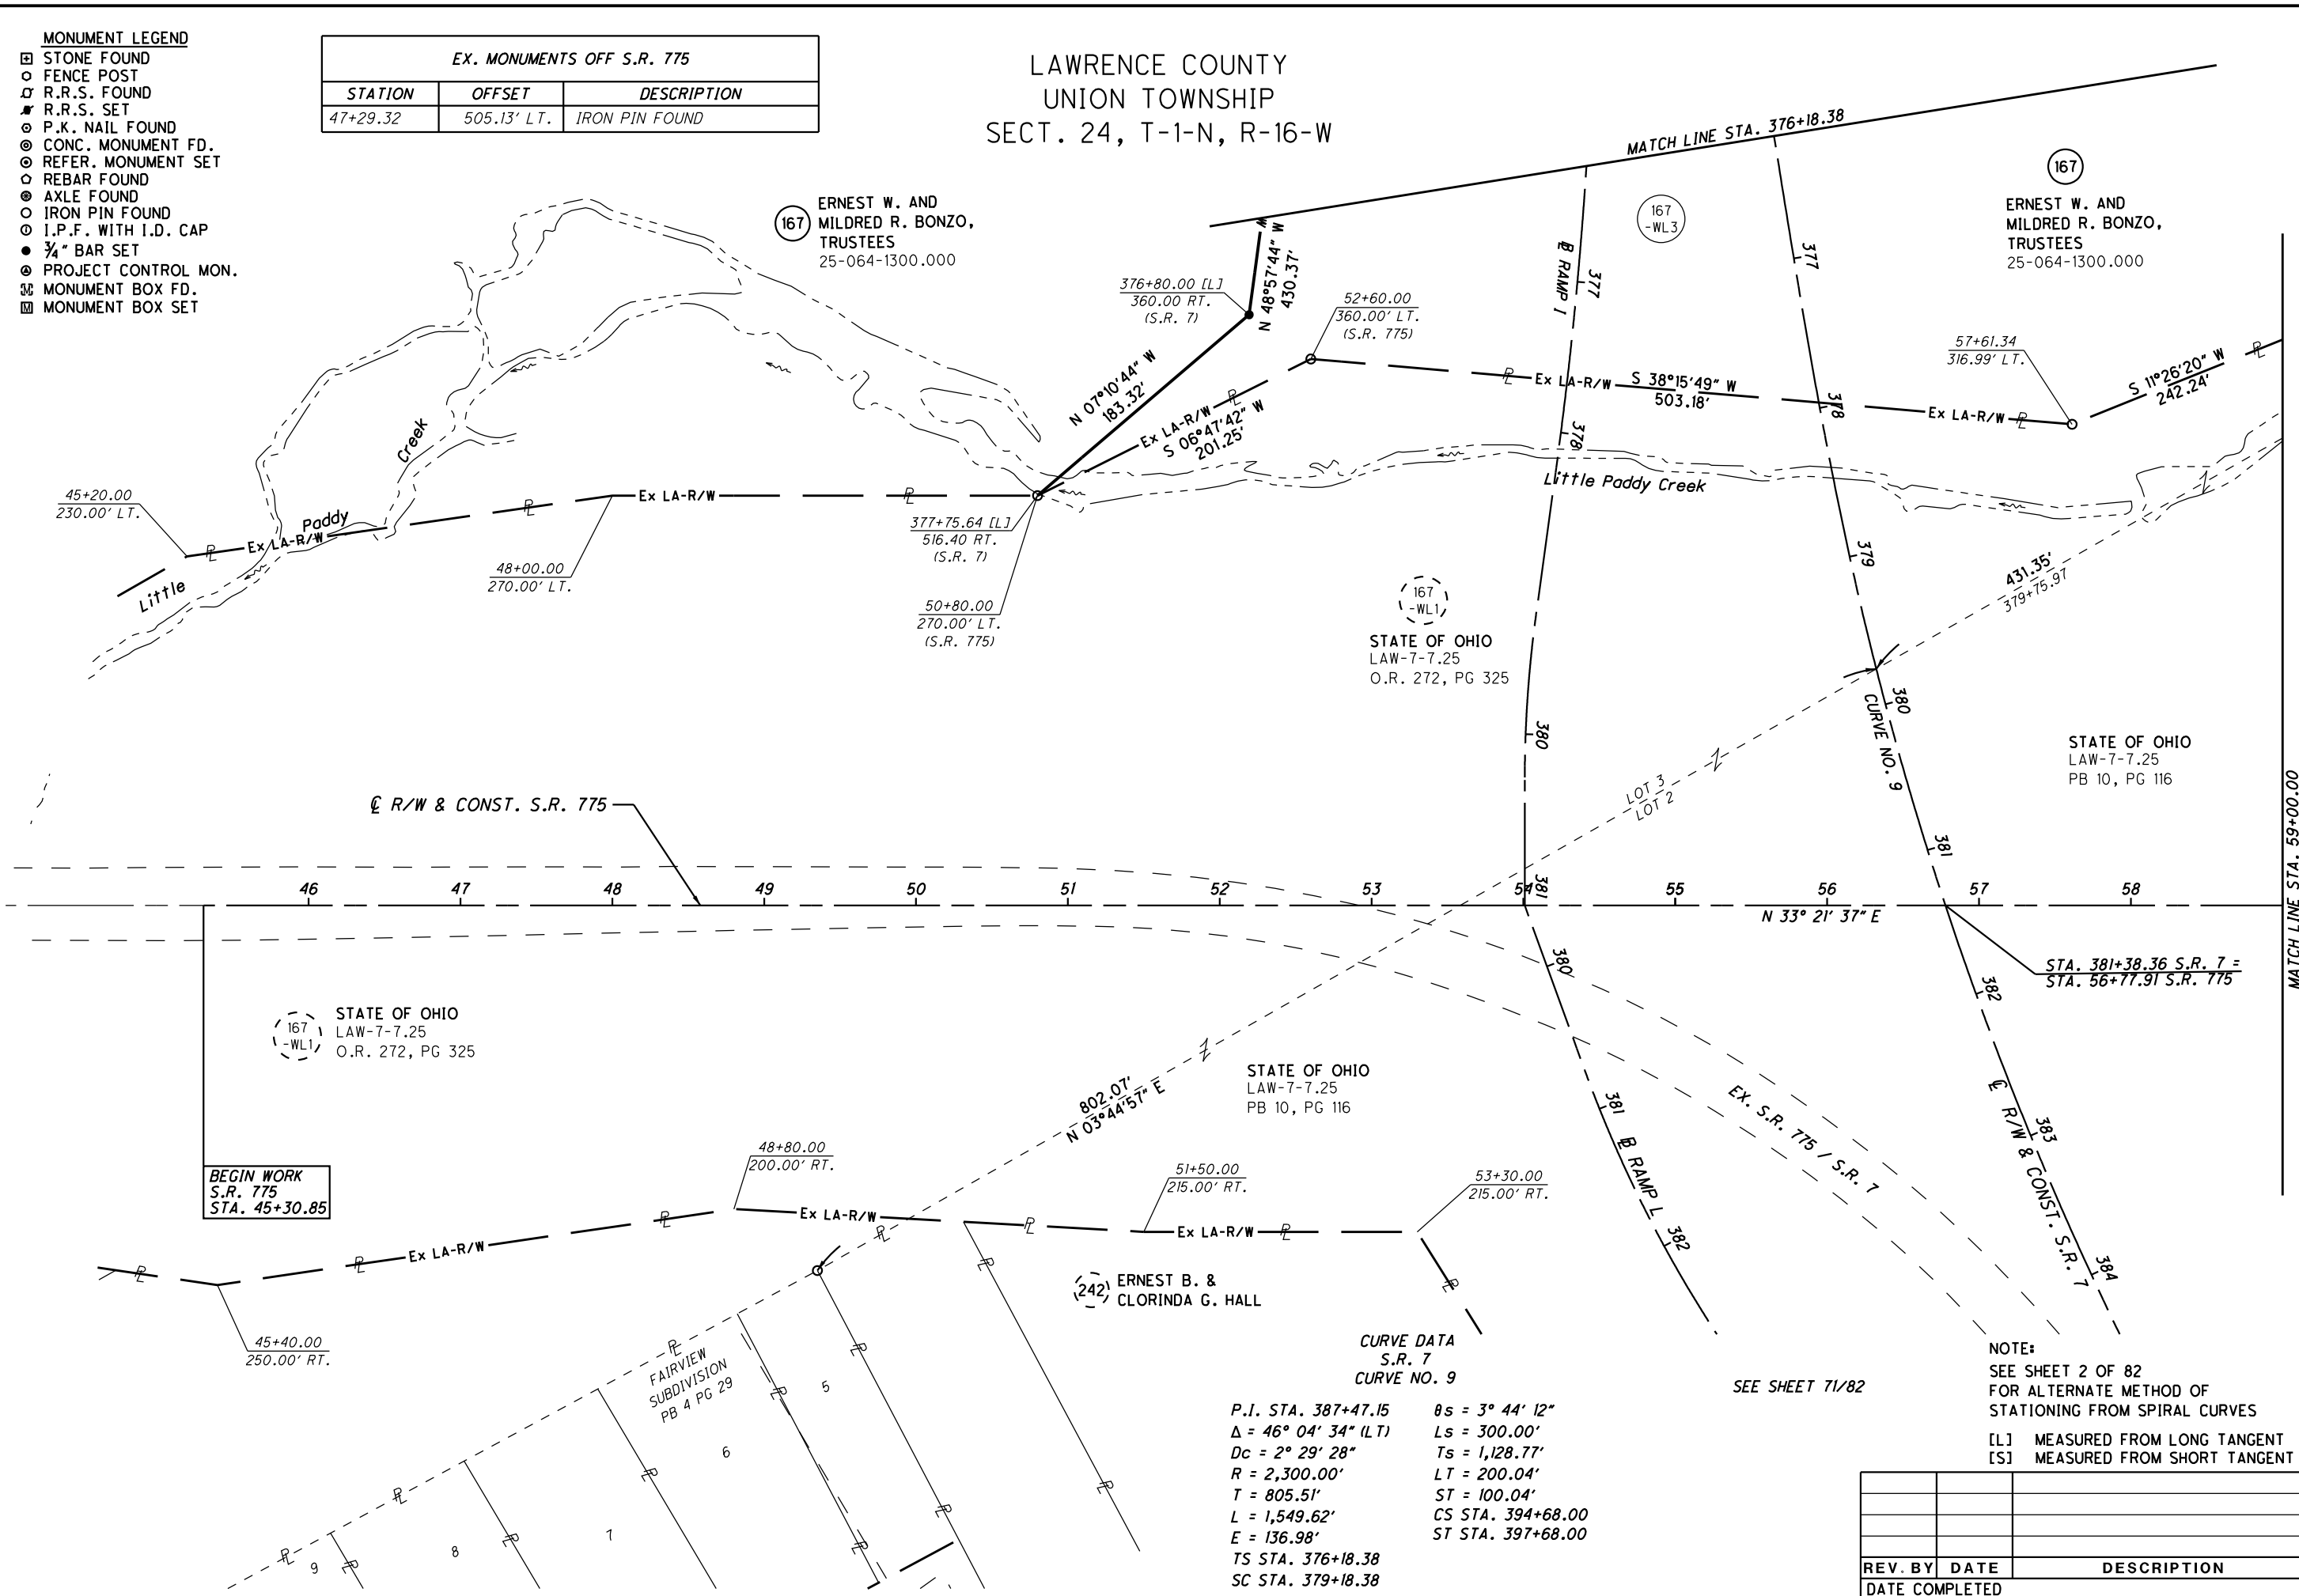 MONUMENT LEGEND
STONE FOUND
FENCE POST
R.R.S. FOUND
R.R.S. SET
P.K. NAIL FOUND
CONC. MONUMENT FD.
REFER. MONUMENT SET
REBAR FOUND
AXLE FOUND
IRON PIN FOUND
I.P.F. WITH I.D. CAP
¾" BAR SET
PROJECT CONTROL MON.
MONUMENT BOX FD.
MONUMENT BOX SET
EX. MONUMENTS OFF S.R. 775
STATION OFFSET DESCRIPTION
47+29.32 505.13' LT. IRON PIN FOUND
LAWRENCE COUNTY
UNION TOWNSHIP
SECT. 24, T-1-N, R-16-W
MATCH LINE STA. 376+18.38
167
ERNEST W. AND
MILDRED R. BONZO,
TRUSTEES
25-064-1300.000
167
-WL3
167
ERNEST W. AND
MILDRED R. BONZO,
TRUSTEES
25-064-1300.000
376+80.00 [L]
360.00 RT.
(S.R. 7)
N 48°57'44" W
430.37'
52+60.00
360.00' LT.
(S.R. 775)
℄ RAMP I
377
377
57+61.34
316.99' LT.
S 11°26'20" W
242.24'
N 07°10'44" W
183.32'
Ex LA-R/W
S 06°47'42" W
201.25'
Ex LA-R/W
S 38°15'49" W
503.18'
378
Ex LA-R/W
378
Little Paddy Creek
Creek
45+20.00
230.00' LT.
Paddy
Ex LA-R/W
Little
48+00.00
270.00' LT.
Ex LA-R/W
377+75.64 [L]
516.40 RT.
(S.R. 7)
50+80.00
270.00' LT.
(S.R. 775)
379
431.35'
379+75.97
167
-WL1
STATE OF OHIO
LAW-7-7.25
O.R. 272, PG 325
380
380
CURVE NO. 9
STATE OF OHIO
LAW-7-7.25
PB 10, PG 116
LOT 3
LOT 2
℄ R/W & CONST. S.R. 775
381
381
46 47 48 49 50 51 52 53 54 55 56 57 58
N 33° 21' 37" E
MATCH LINE STA. 59+00.00
STA. 381+38.36 S.R. 7 =
STA. 56+77.91 S.R. 775
380
382
167
-WL1
STATE OF OHIO
LAW-7-7.25
O.R. 272, PG 325
STATE OF OHIO
LAW-7-7.25
PB 10, PG 116
802.07'
N 03°44'57" E
381
℄ RAMP L
382
EX. S.R. 775 / S.R. 7
℄ R/W & CONST. S.R. 7
383
384
BEGIN WORK
S.R. 775
STA. 45+30.85
48+80.00
200.00' RT.
51+50.00
215.00' RT.
53+30.00
215.00' RT.
Ex LA-R/W
Ex LA-R/W
Ex LA-R/W
45+40.00
250.00' RT.
242
ERNEST B. &
CLORINDA G. HALL
FAIRVIEW
SUBDIVISION
PB 4 PG 29
5
6
7
8
9
CURVE DATA
S.R. 7
CURVE NO. 9
P.I. STA. 387+47.15 θs = 3° 44' 12"
Δ = 46° 04' 34" (LT) Ls = 300.00'
Dc = 2° 29' 28" Ts = 1,128.77'
R = 2,300.00' LT = 200.04'
T = 805.51' ST = 100.04'
L = 1,549.62' CS STA. 394+68.00
E = 136.98' ST STA. 397+68.00
TS STA. 376+18.38
SC STA. 379+18.38
SEE SHEET 71/82
NOTE:
SEE SHEET 2 OF 82
FOR ALTERNATE METHOD OF
STATIONING FROM SPIRAL CURVES
[L] MEASURED FROM LONG TANGENT
[S] MEASURED FROM SHORT TANGENT
REV. BY DATE DESCRIPTION
DATE COMPLETED